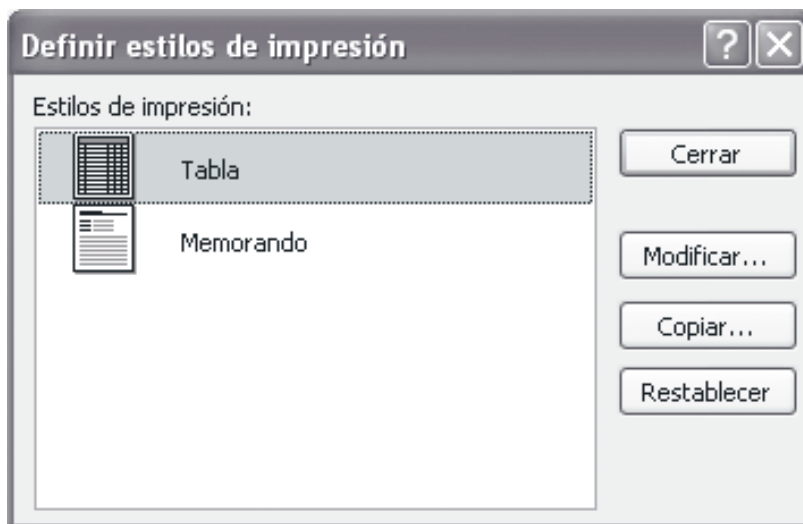 Definir estilos de impresión
Estilos de impresión:
Tabla
Memorando
Cerrar
Modificar...
Copiar...
Restablecer